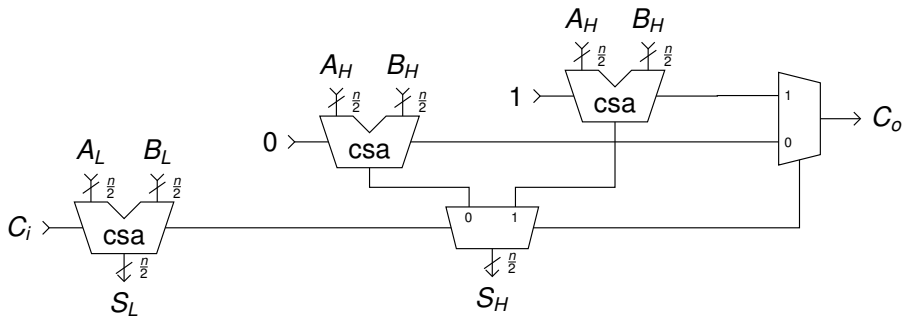 A_H B_H
n/2 n/2
A_H B_H
n/2 n/2
1 csa 1
C_o
0 csa 0
A_L B_L
n/2 n/2
0 1
C_i csa
n/2 n/2
S_L S_H